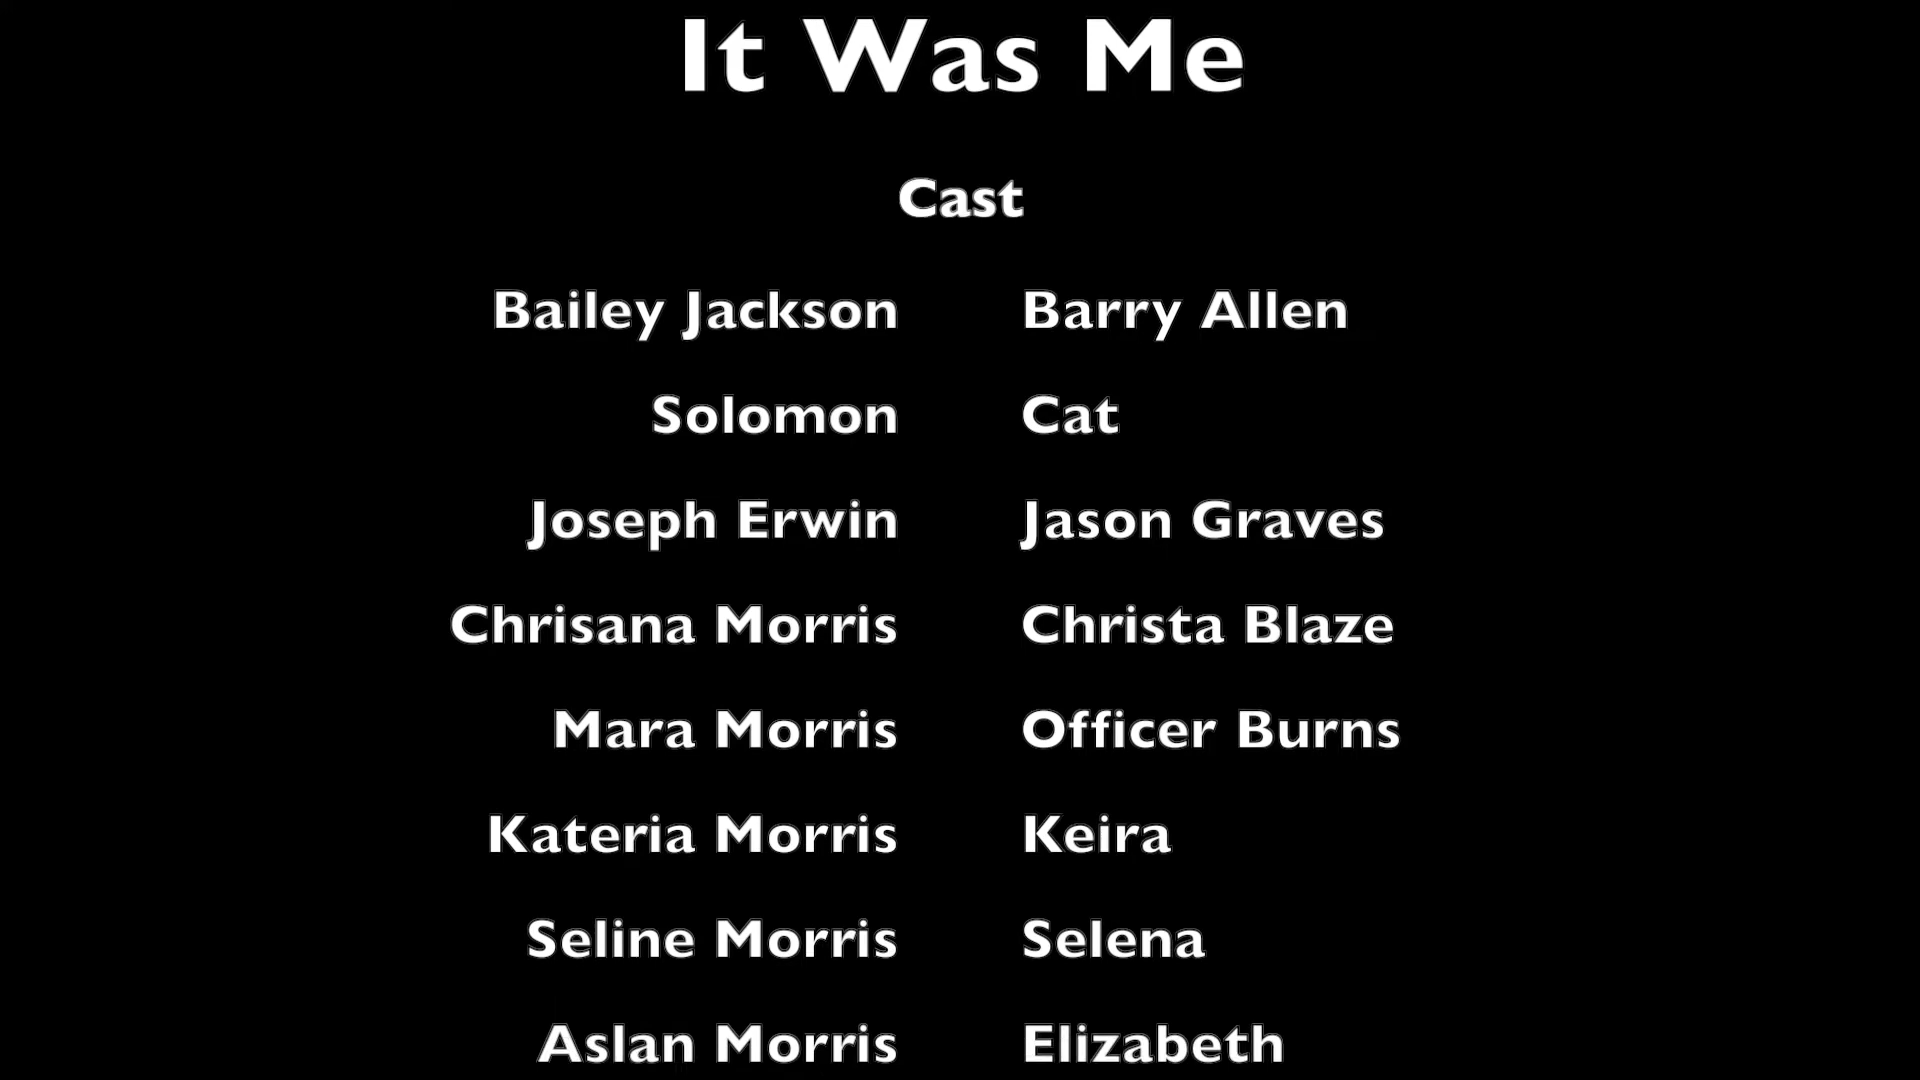 It Was Me
Cast
Bailey Jackson Barry Allen
Solomon Cat
Joseph Erwin Jason Graves
Chrisana Morris Christa Blaze
Mara Morris Officer Burns
Kateria Morris Keira
Seline Morris Selena
Aslan Morris Elizabeth